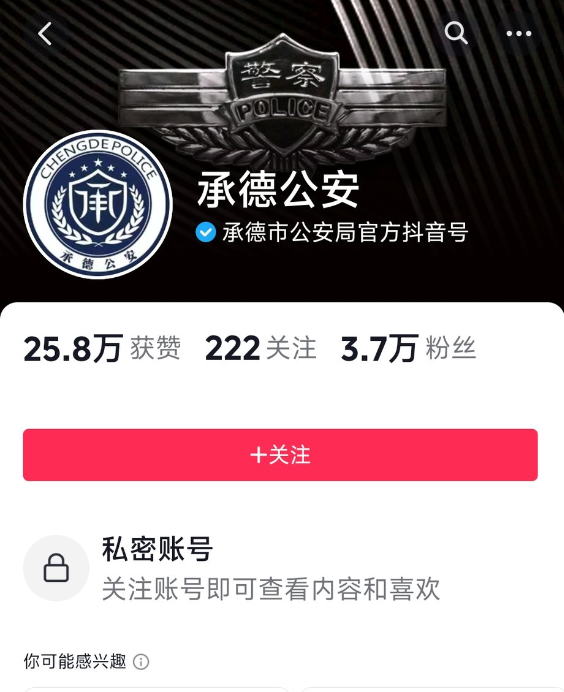 警察
POLICE
CHENGDE POLICE
承
承德公安
承德公安
承德市公安局官方抖音号
25.8万 获赞 222 关注 3.7万 粉丝
+关注
私密账号
关注账号即可查看内容和喜欢
你可能感兴趣